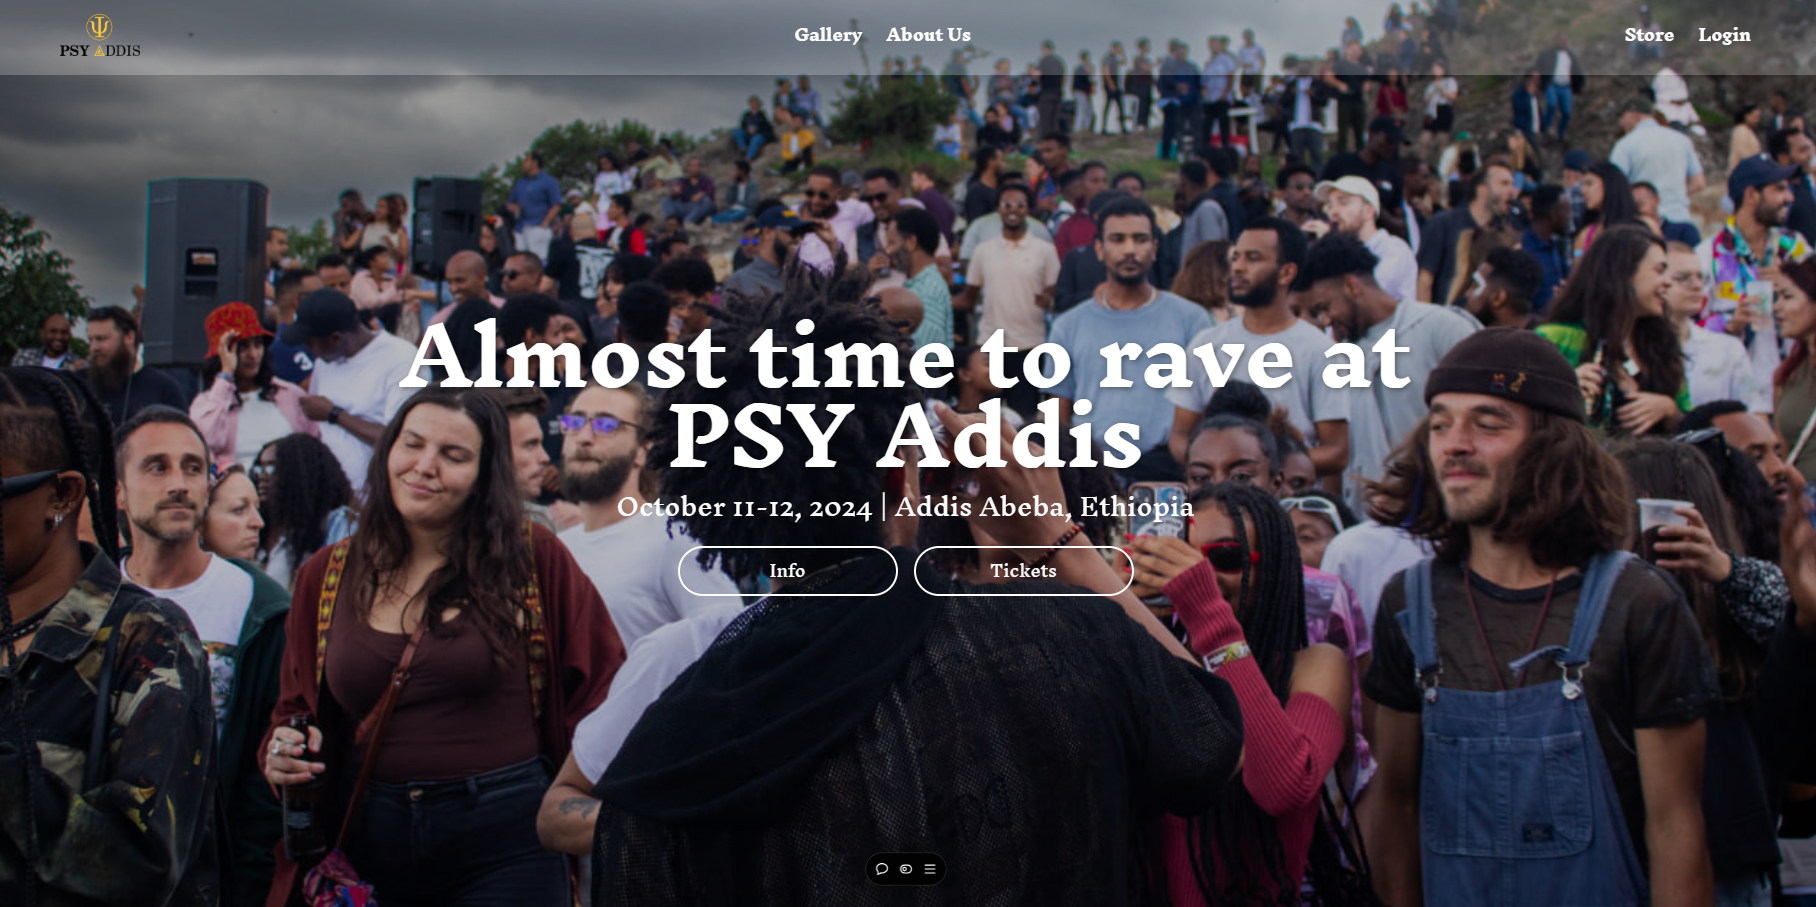 Ψ
PSY ADDIS
Gallery About Us
Store Login
Almost time to rave at
PSY Addis
October 11-12, 2024 | Addis Abeba, Ethiopia
Info
Tickets
3